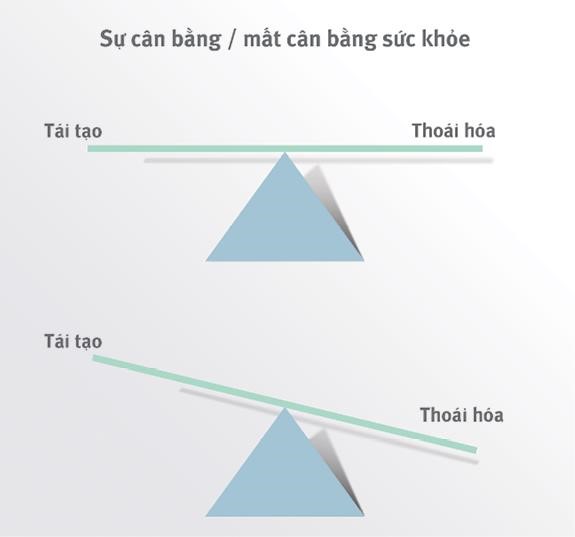 Sự cân bằng / mất cân bằng sức khỏe
Tái tạo
Thoái hóa
Tái tạo
Thoái hóa